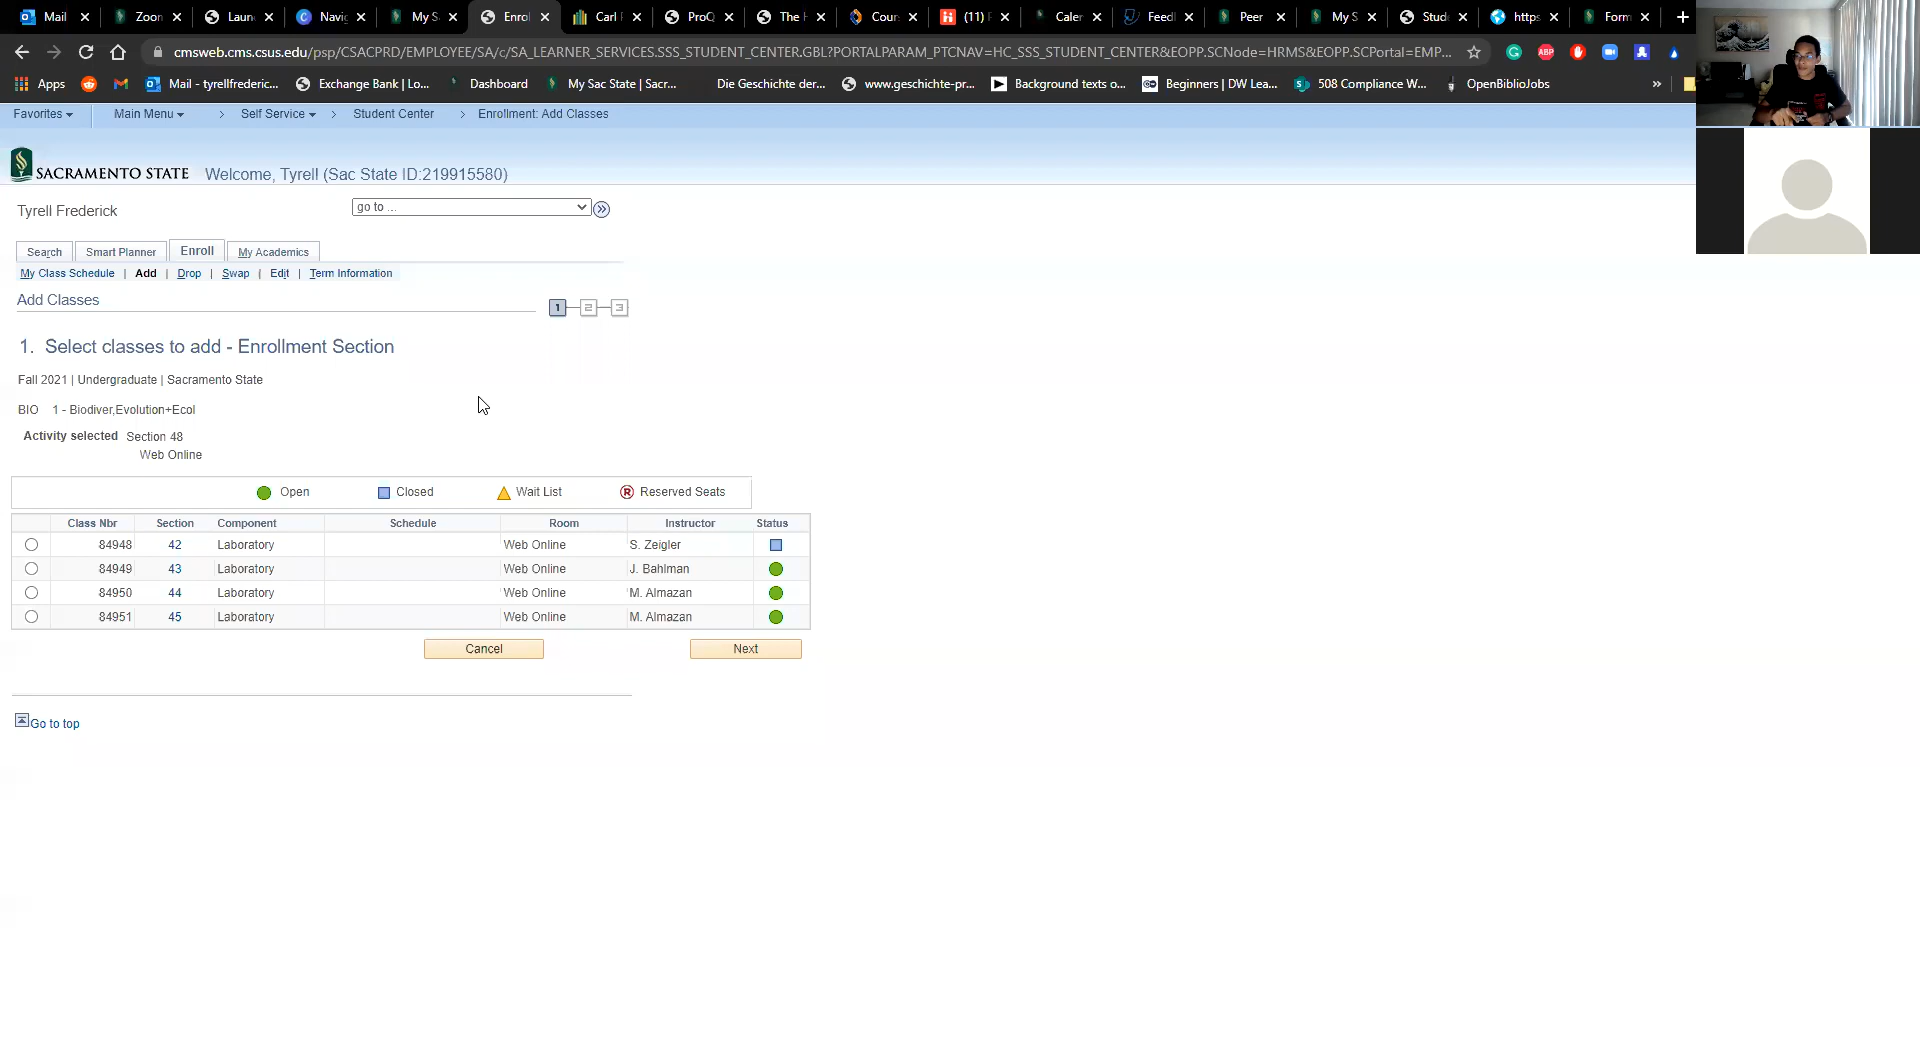 Mail Zoon Laun Navig My S Enrol Carl F ProQ The H Cours (11) F Calen Feedl Peer My S Stud https Form
cmsweb.cms.csus.edu/psp/CSACPRD/EMPLOYEE/SA/c/SA_LEARNER_SERVICES.SSS_STUDENT_CENTER.GBL?PORTALPARAM_PTCNAV=HC_SSS_STUDENT_CENTER&EOPP.SCNode=HRMS&EOPP.SCPortal=EMP...
Apps Mail - tyrellfrederic... Exchange Bank | Lo... Dashboard My Sac State | Sacr... Die Geschichte der... www.geschichte-pr... Background texts o... Beginners | DW Lea... 508 Compliance W... OpenBiblioJobs »
Favorites Main Menu > Self Service > Student Center > Enrollment: Add Classes
SACRAMENTO STATE Welcome, Tyrell (Sac State ID:219915580)
Tyrell Frederick go to ...
Search Smart Planner Enroll My Academics
My Class Schedule | Add | Drop | Swap | Edit | Term Information
Add Classes 1 2 3
1. Select classes to add - Enrollment Section
Fall 2021 | Undergraduate | Sacramento State
BIO 1 - Biodiver,Evolution+Ecol
Activity selected Section 48
Web Online
Open Closed Wait List R Reserved Seats
Class Nbr Section Component Schedule Room Instructor Status
84948 42 Laboratory Web Online S. Zeigler
84949 43 Laboratory Web Online J. Bahlman
84950 44 Laboratory Web Online M. Almazan
84951 45 Laboratory Web Online M. Almazan
Cancel Next
Go to top